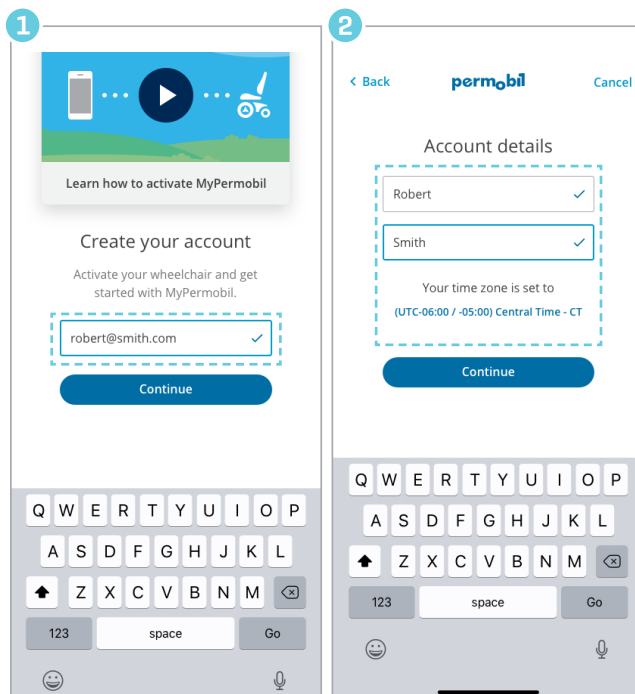 1
Learn how to activate MyPermobil
Create your account
Activate your wheelchair and get
started with MyPermobil.
robert@smith.com
Continue
Q W E R T Y U I O P
A S D F G H J K L
Z X C V B N M
123 space Go
2
< Back permobil Cancel
Account details
Robert
Smith
Your time zone is set to
(UTC-06:00 / -05:00) Central Time - CT
Continue
Q W E R T Y U I O P
A S D F G H J K L
Z X C V B N M
123 space Go